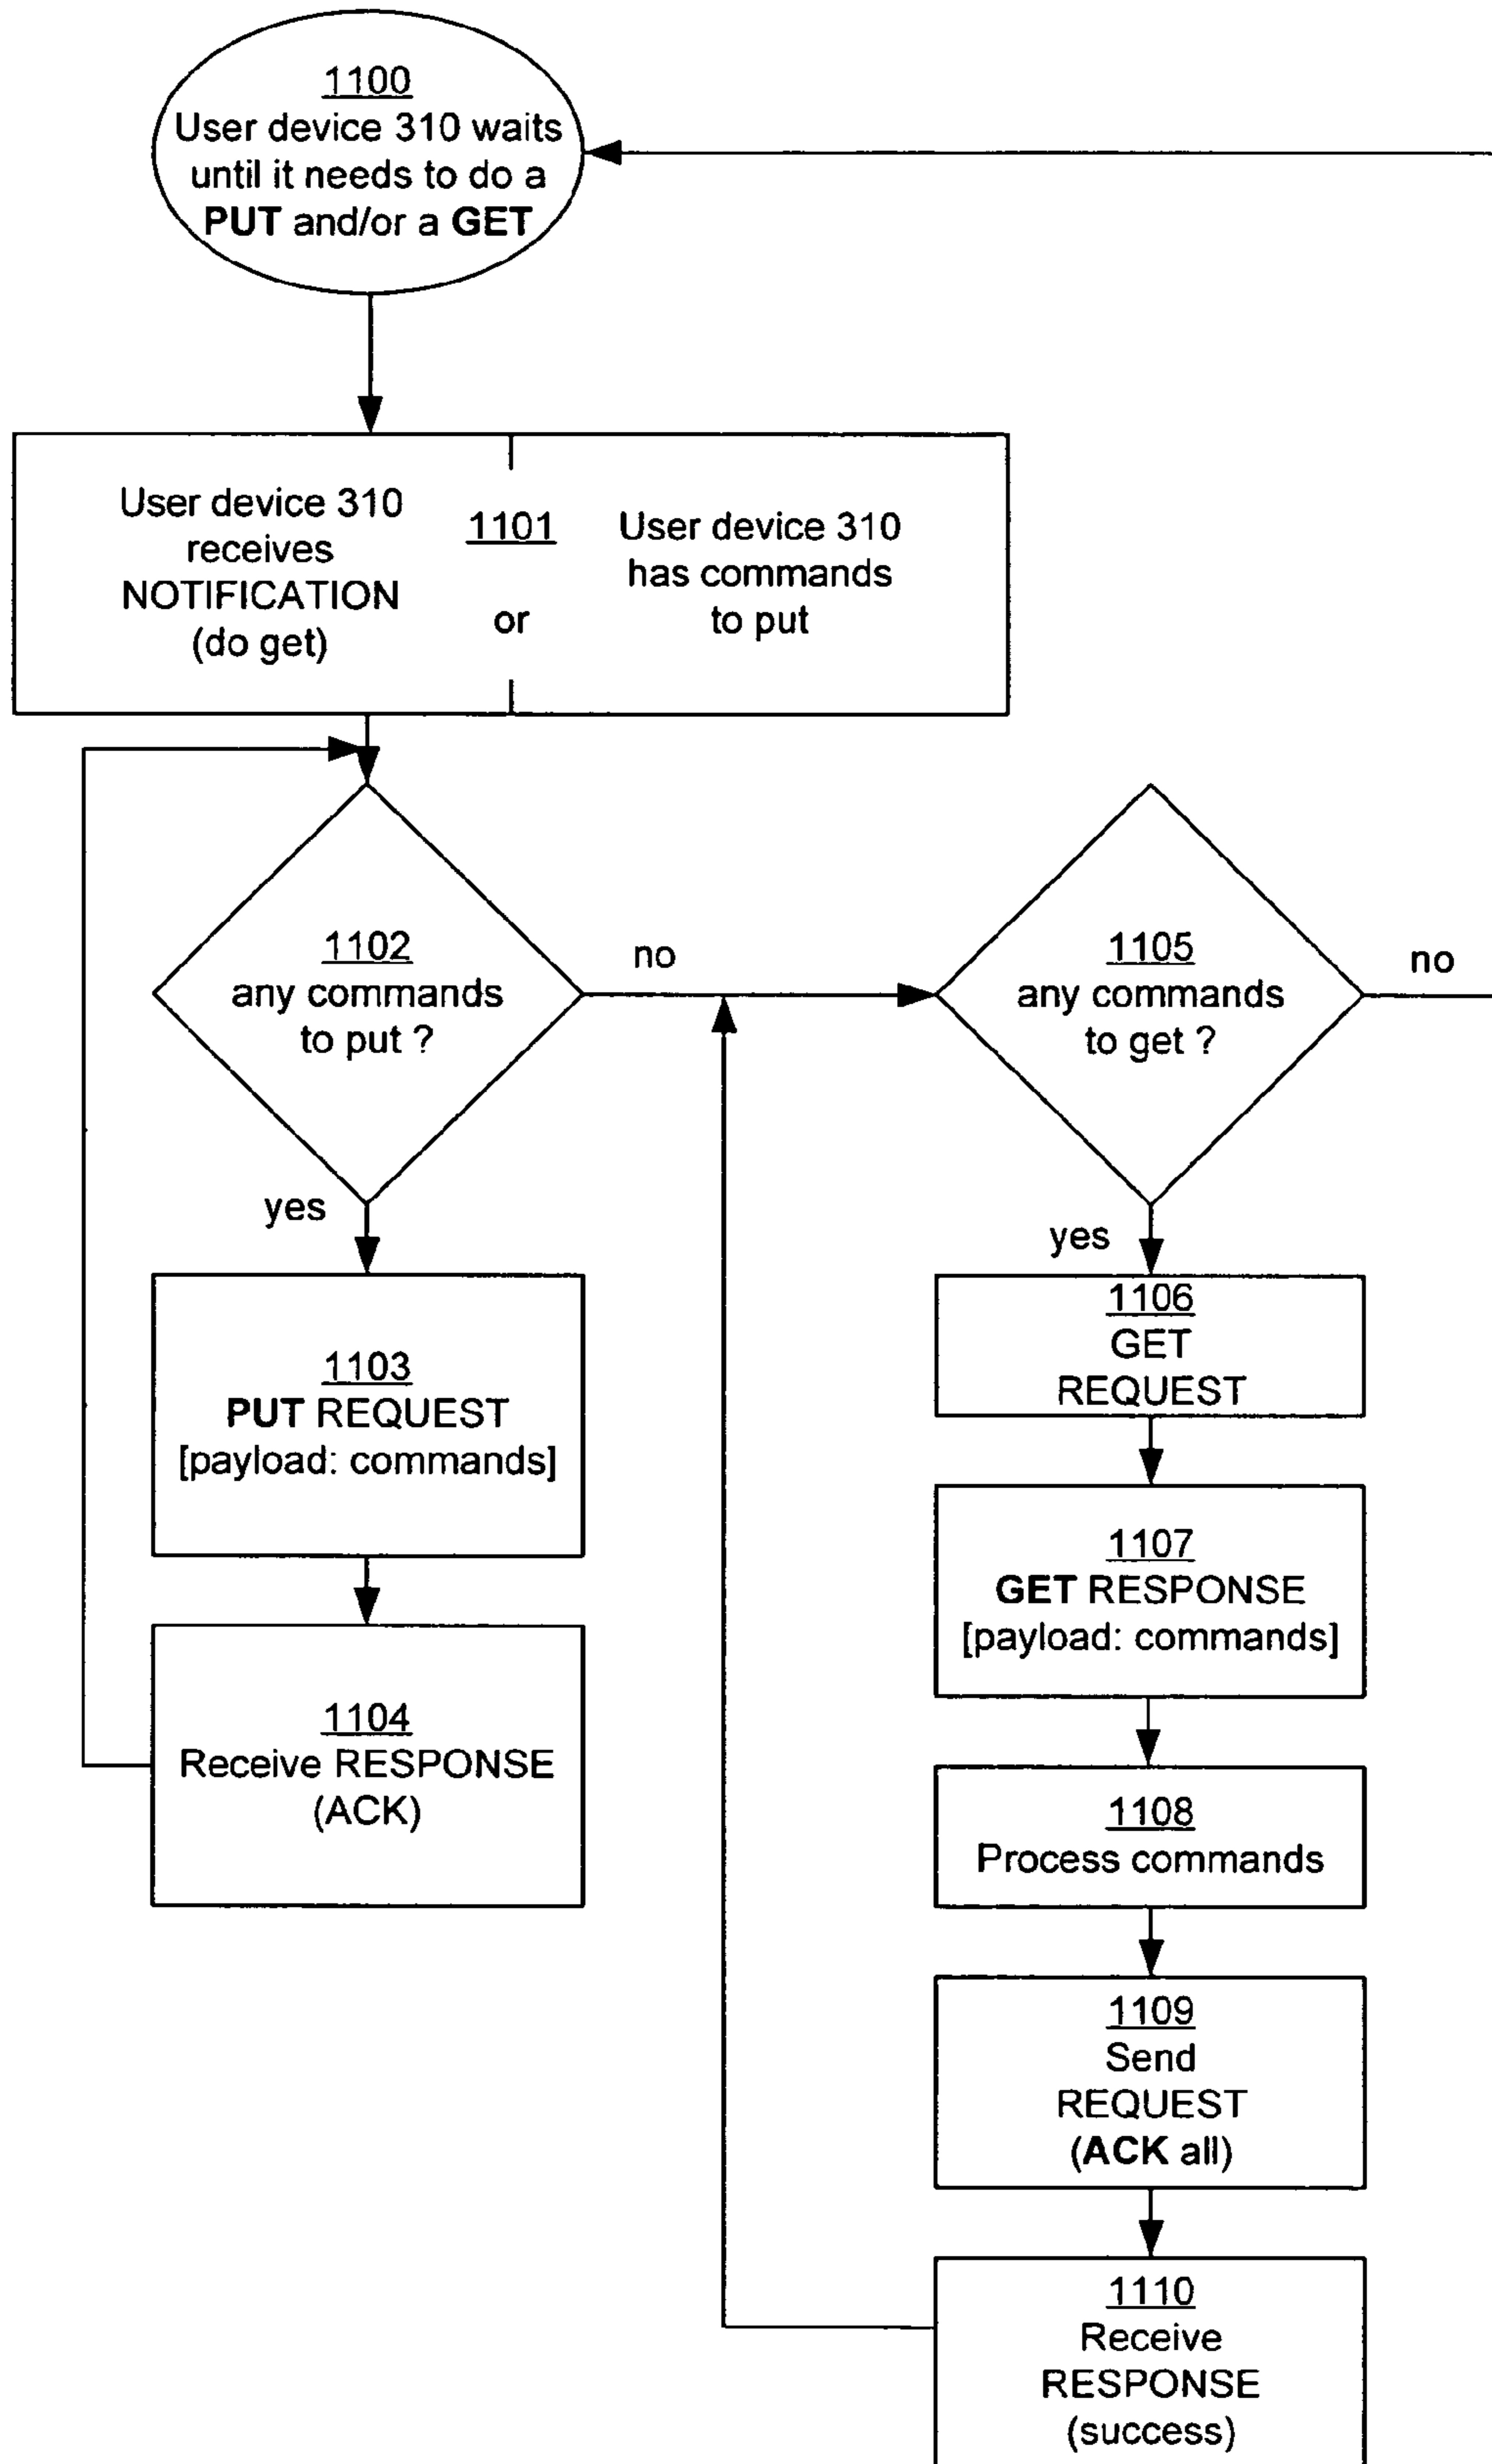 1100
User device 310 waits
until it needs to do a
PUT and/or a GET
User device 310
receives
NOTIFICATION
(do get)
1101
or
User device 310
has commands
to put
1102
any commands
to put ?
no
yes
1103
PUT REQUEST
[payload: commands]
1104
Receive RESPONSE
(ACK)
1105
any commands
to get ?
no
yes
1106
GET
REQUEST
1107
GET RESPONSE
[payload: commands]
1108
Process commands
1109
Send
REQUEST
(ACK all)
1110
Receive
RESPONSE
(success)